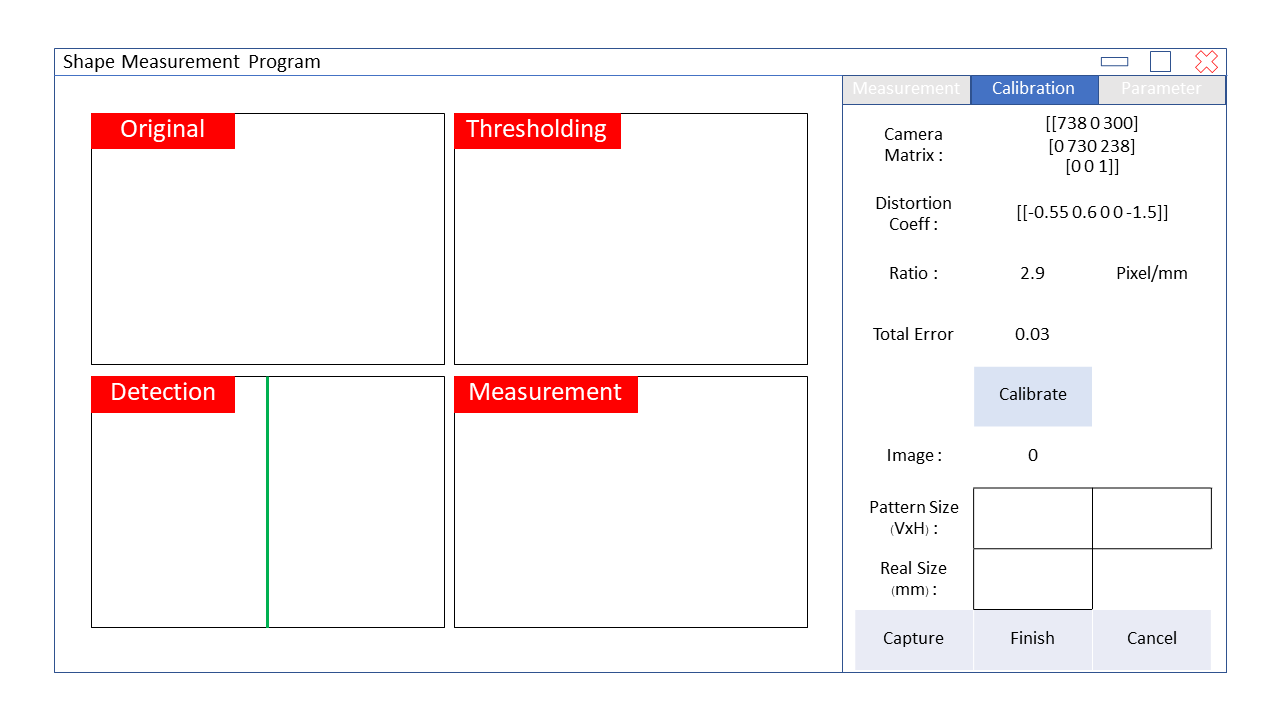 Shape Measurement Program
Measurement Calibration Parameter
Original
Thresholding
Detection
Measurement
Camera
Matrix :
[[738 0 300]
[0 730 238]
[0 0 1]]
Distortion
Coeff :
[[-0.55 0.6 0 0 -1.5]]
Ratio : 2.9 Pixel/mm
Total Error 0.03
Calibrate
Image : 0
Pattern Size
(VxH) :
Real Size
(mm) :
Capture Finish Cancel